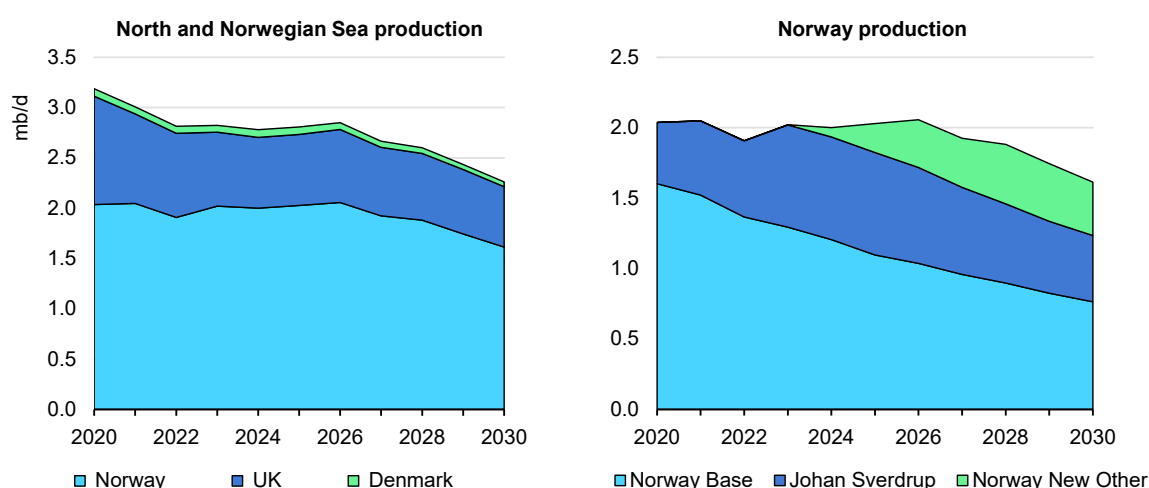 North and Norwegian Sea production
mb/d
3.5
3.0
2.5
2.0
1.5
1.0
0.5
0.0
2020 2022 2024 2026 2028 2030
Norway UK Denmark
Norway production
2.5
2.0
1.5
1.0
0.5
0.0
2020 2022 2024 2026 2028 2030
Norway Base Johan Sverdrup Norway New Other